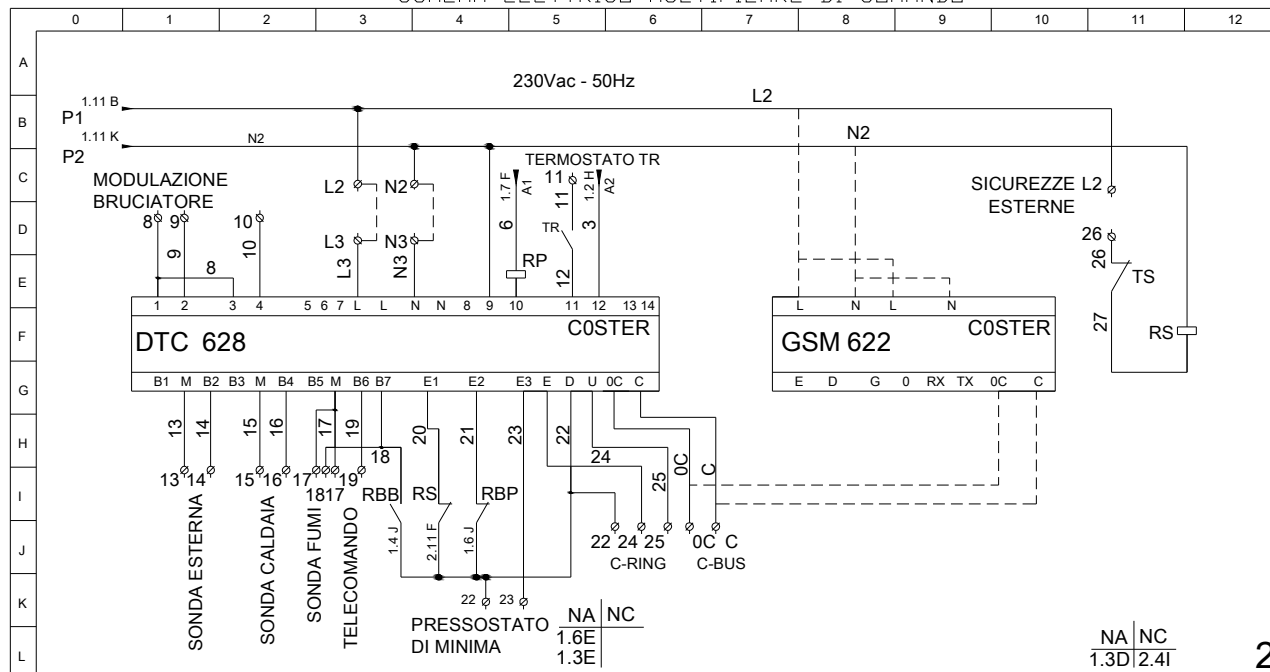 0 1 2 3 4 5 6 7 8 9 10 11 12
A
230Vac - 50Hz
1.11 B L2
P1
B
1.11 K N2 N2
P2
TERMOSTATO TR
C
MODULAZIONE
BRUCIATORE
L2 N2 1.7 F A1 11 11 1.2 H A2
SICUREZZE L2
ESTERNE
D
8 9 10
9 10 8
L3 N3 6 TR 3
L3 N3 RP 12
26
26
TS
E
1 2 3 4 5 6 7 L L N N 8 9 10 11 12 13 14
L N L N
F
DTC 628 C0STER
GSM 622 C0STER
27 RS
G
B1 M B2 B3 M B4 B5 M B6 B7 E1 E2 E3 E D U 0C C
E D G 0 RX TX 0C C
H
13 14 15 16 17 19 18 20 21 23 22 24 25 0C C
I
13 14 15 16 17 18 17 19
RBB RS RBP
J
1.4 J 2.11 F 1.6 J
22 24 25 0C C
C-RING C-BUS
SONDA ESTERNA
SONDA CALDAIA
SONDA FUMI
TELECOMANDO
K
22 23
PRESSOSTATO
DI MINIMA
NA NC
1.6E
1.3E
L
NA NC
1.3D 2.4I
2